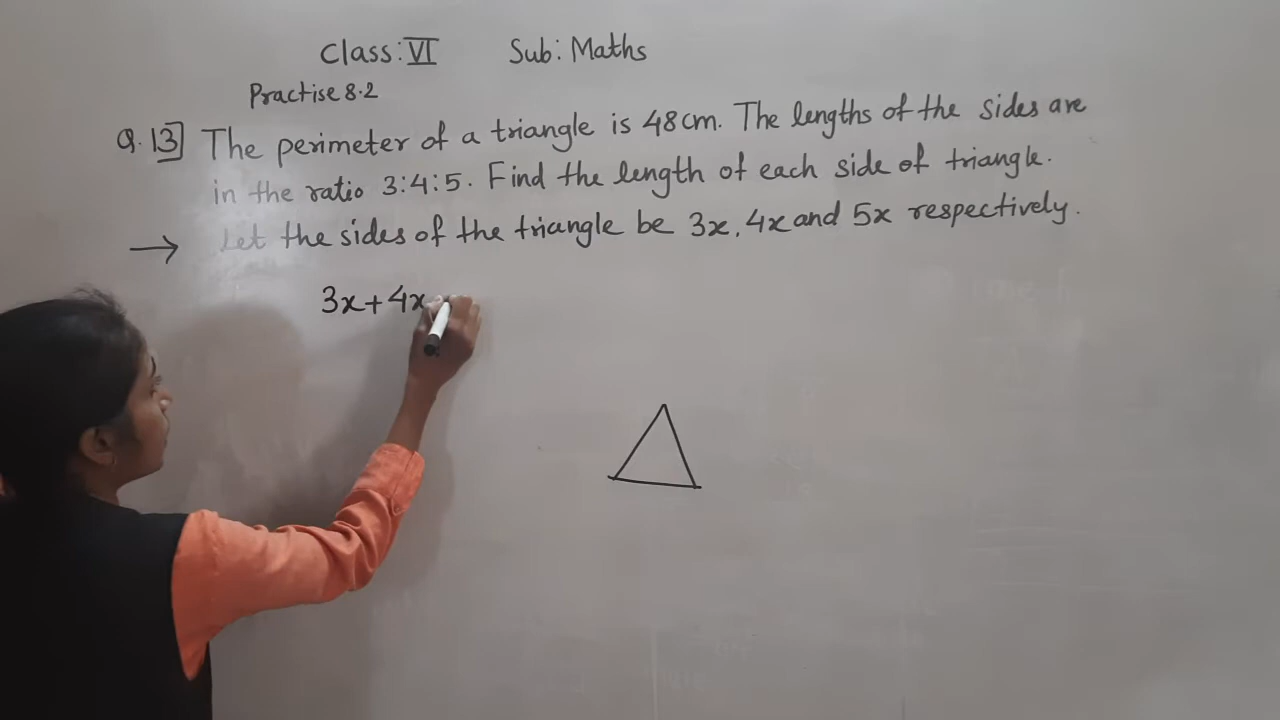 Class: VI Sub: Maths
Practise 8.2
Q. 13] The perimeter of a triangle is 48cm. The lengths of the sides are
in the ratio 3:4:5. Find the length of each side of triangle.
→ Let the sides of the triangle be 3x, 4x and 5x respectively.
3x+4x